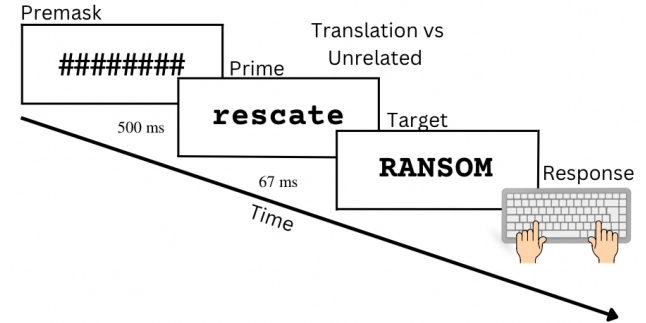 Premask
########
Translation vs
Unrelated
Prime
rescate
500 ms
Target
RANSOM
67 ms
Response
Time